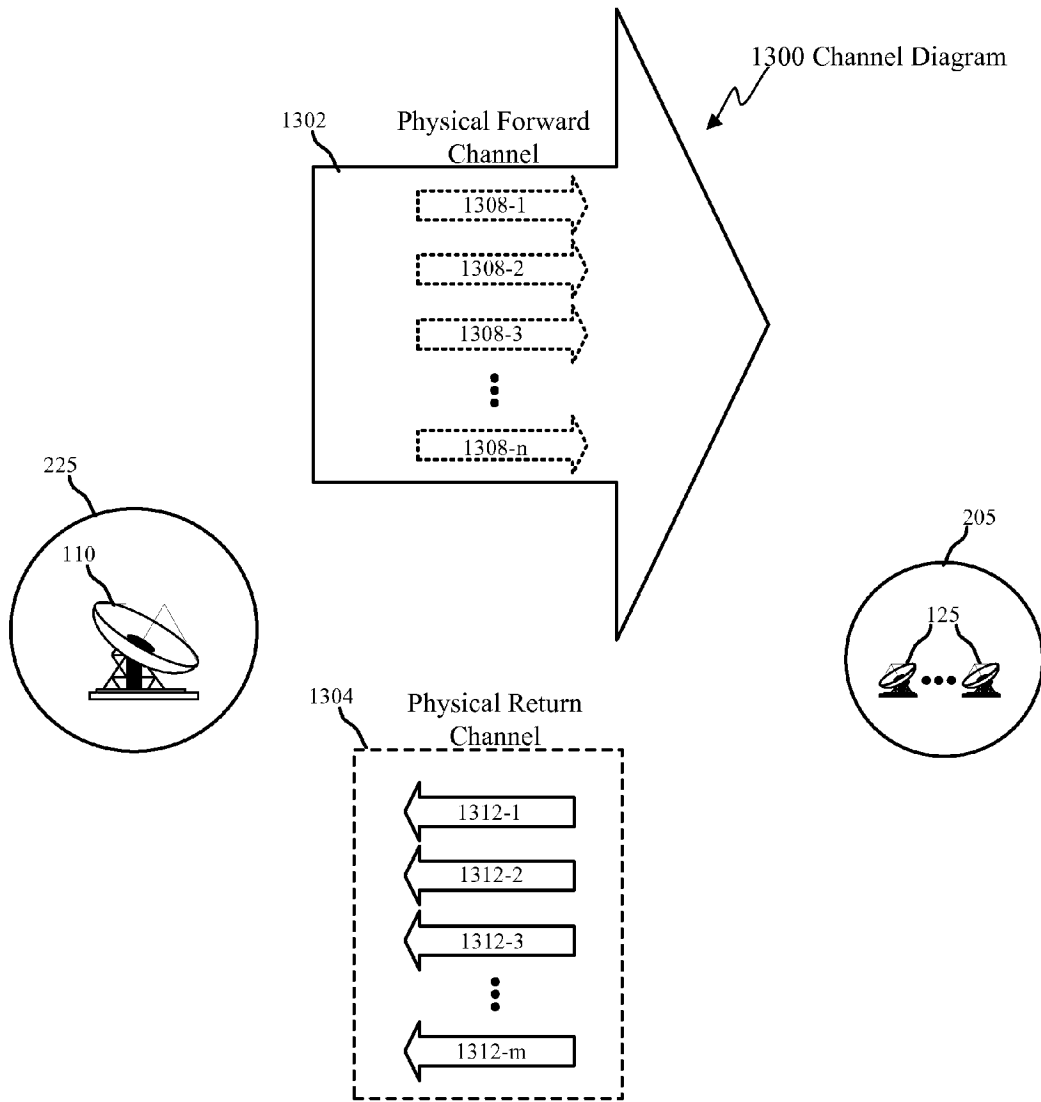 1300 Channel Diagram
1302
Physical Forward
Channel
1308-1
1308-2
1308-3
1308-n
225
110
205
125
1304
Physical Return
Channel
1312-1
1312-2
1312-3
1312-m